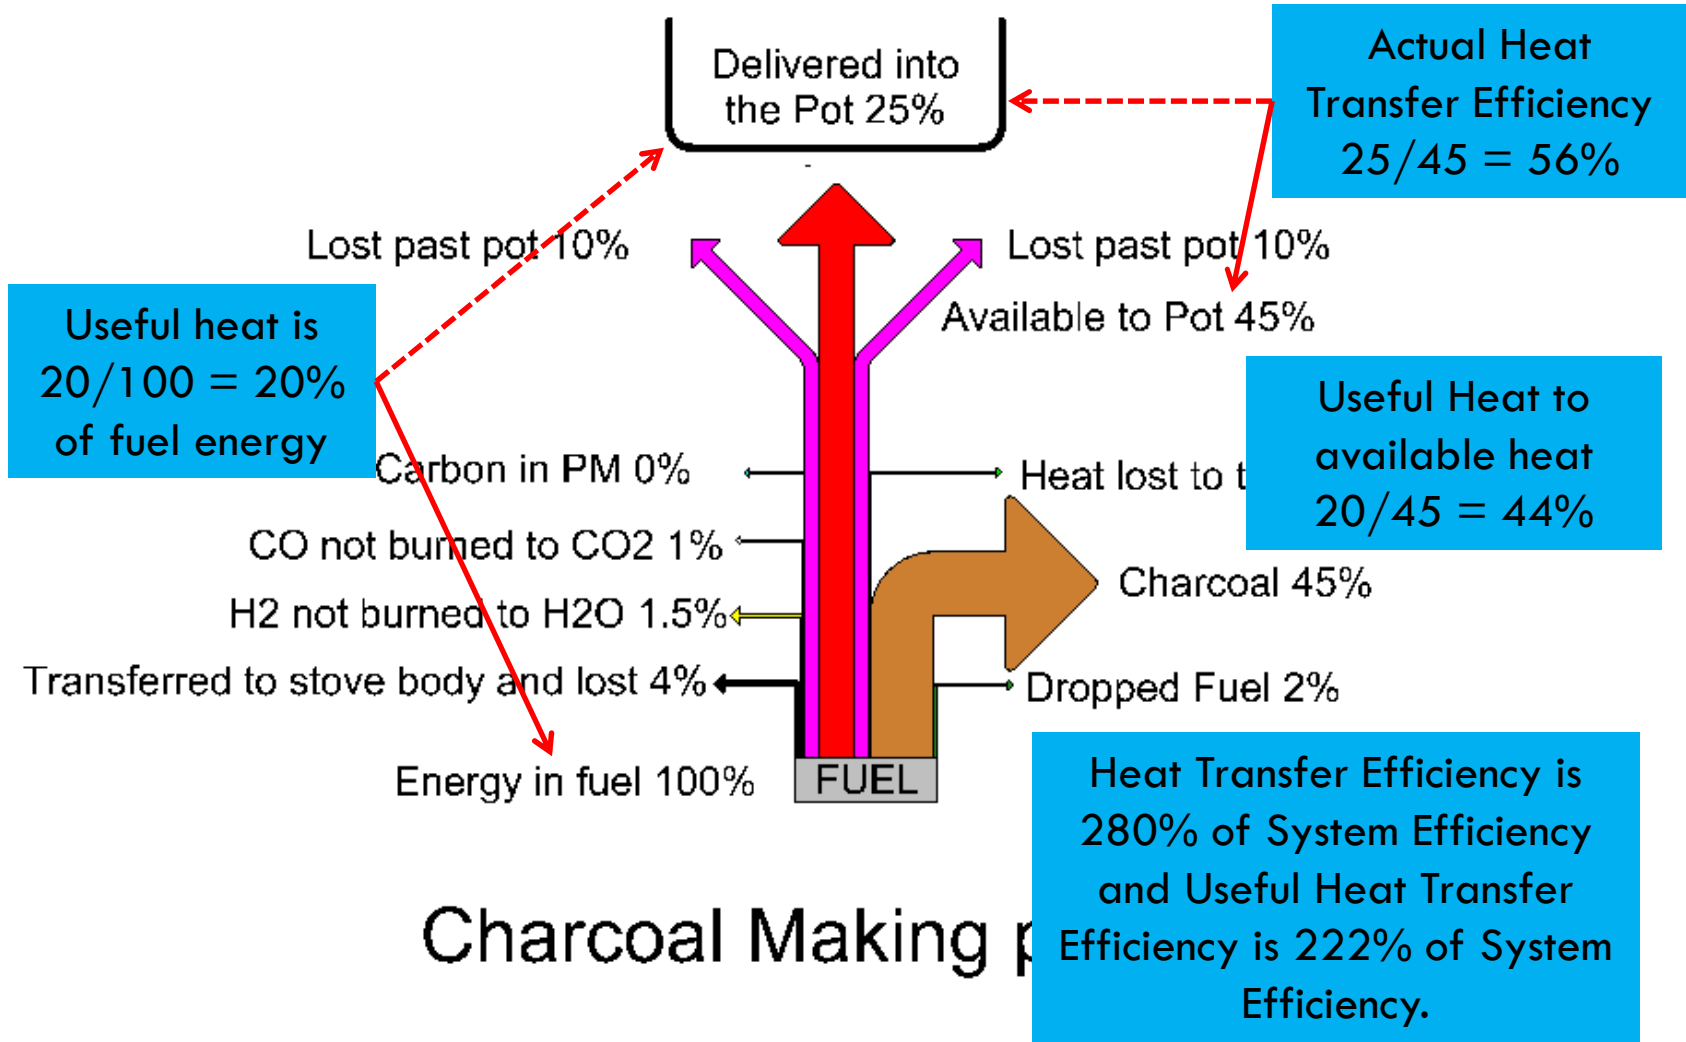 Delivered into
the Pot 25%
Actual Heat
Transfer Efficiency
25/45 = 56%
Lost past pot 10%
Lost past pot 10%
Available to Pot 45%
Useful heat is
20/100 = 20%
of fuel energy
Useful Heat to
available heat
20/45 = 44%
Carbon in PM 0%
Heat lost to
CO not burned to CO2 1%
Charcoal 45%
H2 not burned to H2O 1.5%
Transferred to stove body and lost 4%
Dropped Fuel 2%
Energy in fuel 100%
FUEL
Heat Transfer Efficiency is
280% of System Efficiency
and Useful Heat Transfer
Efficiency is 222% of System
Efficiency.
Charcoal Making